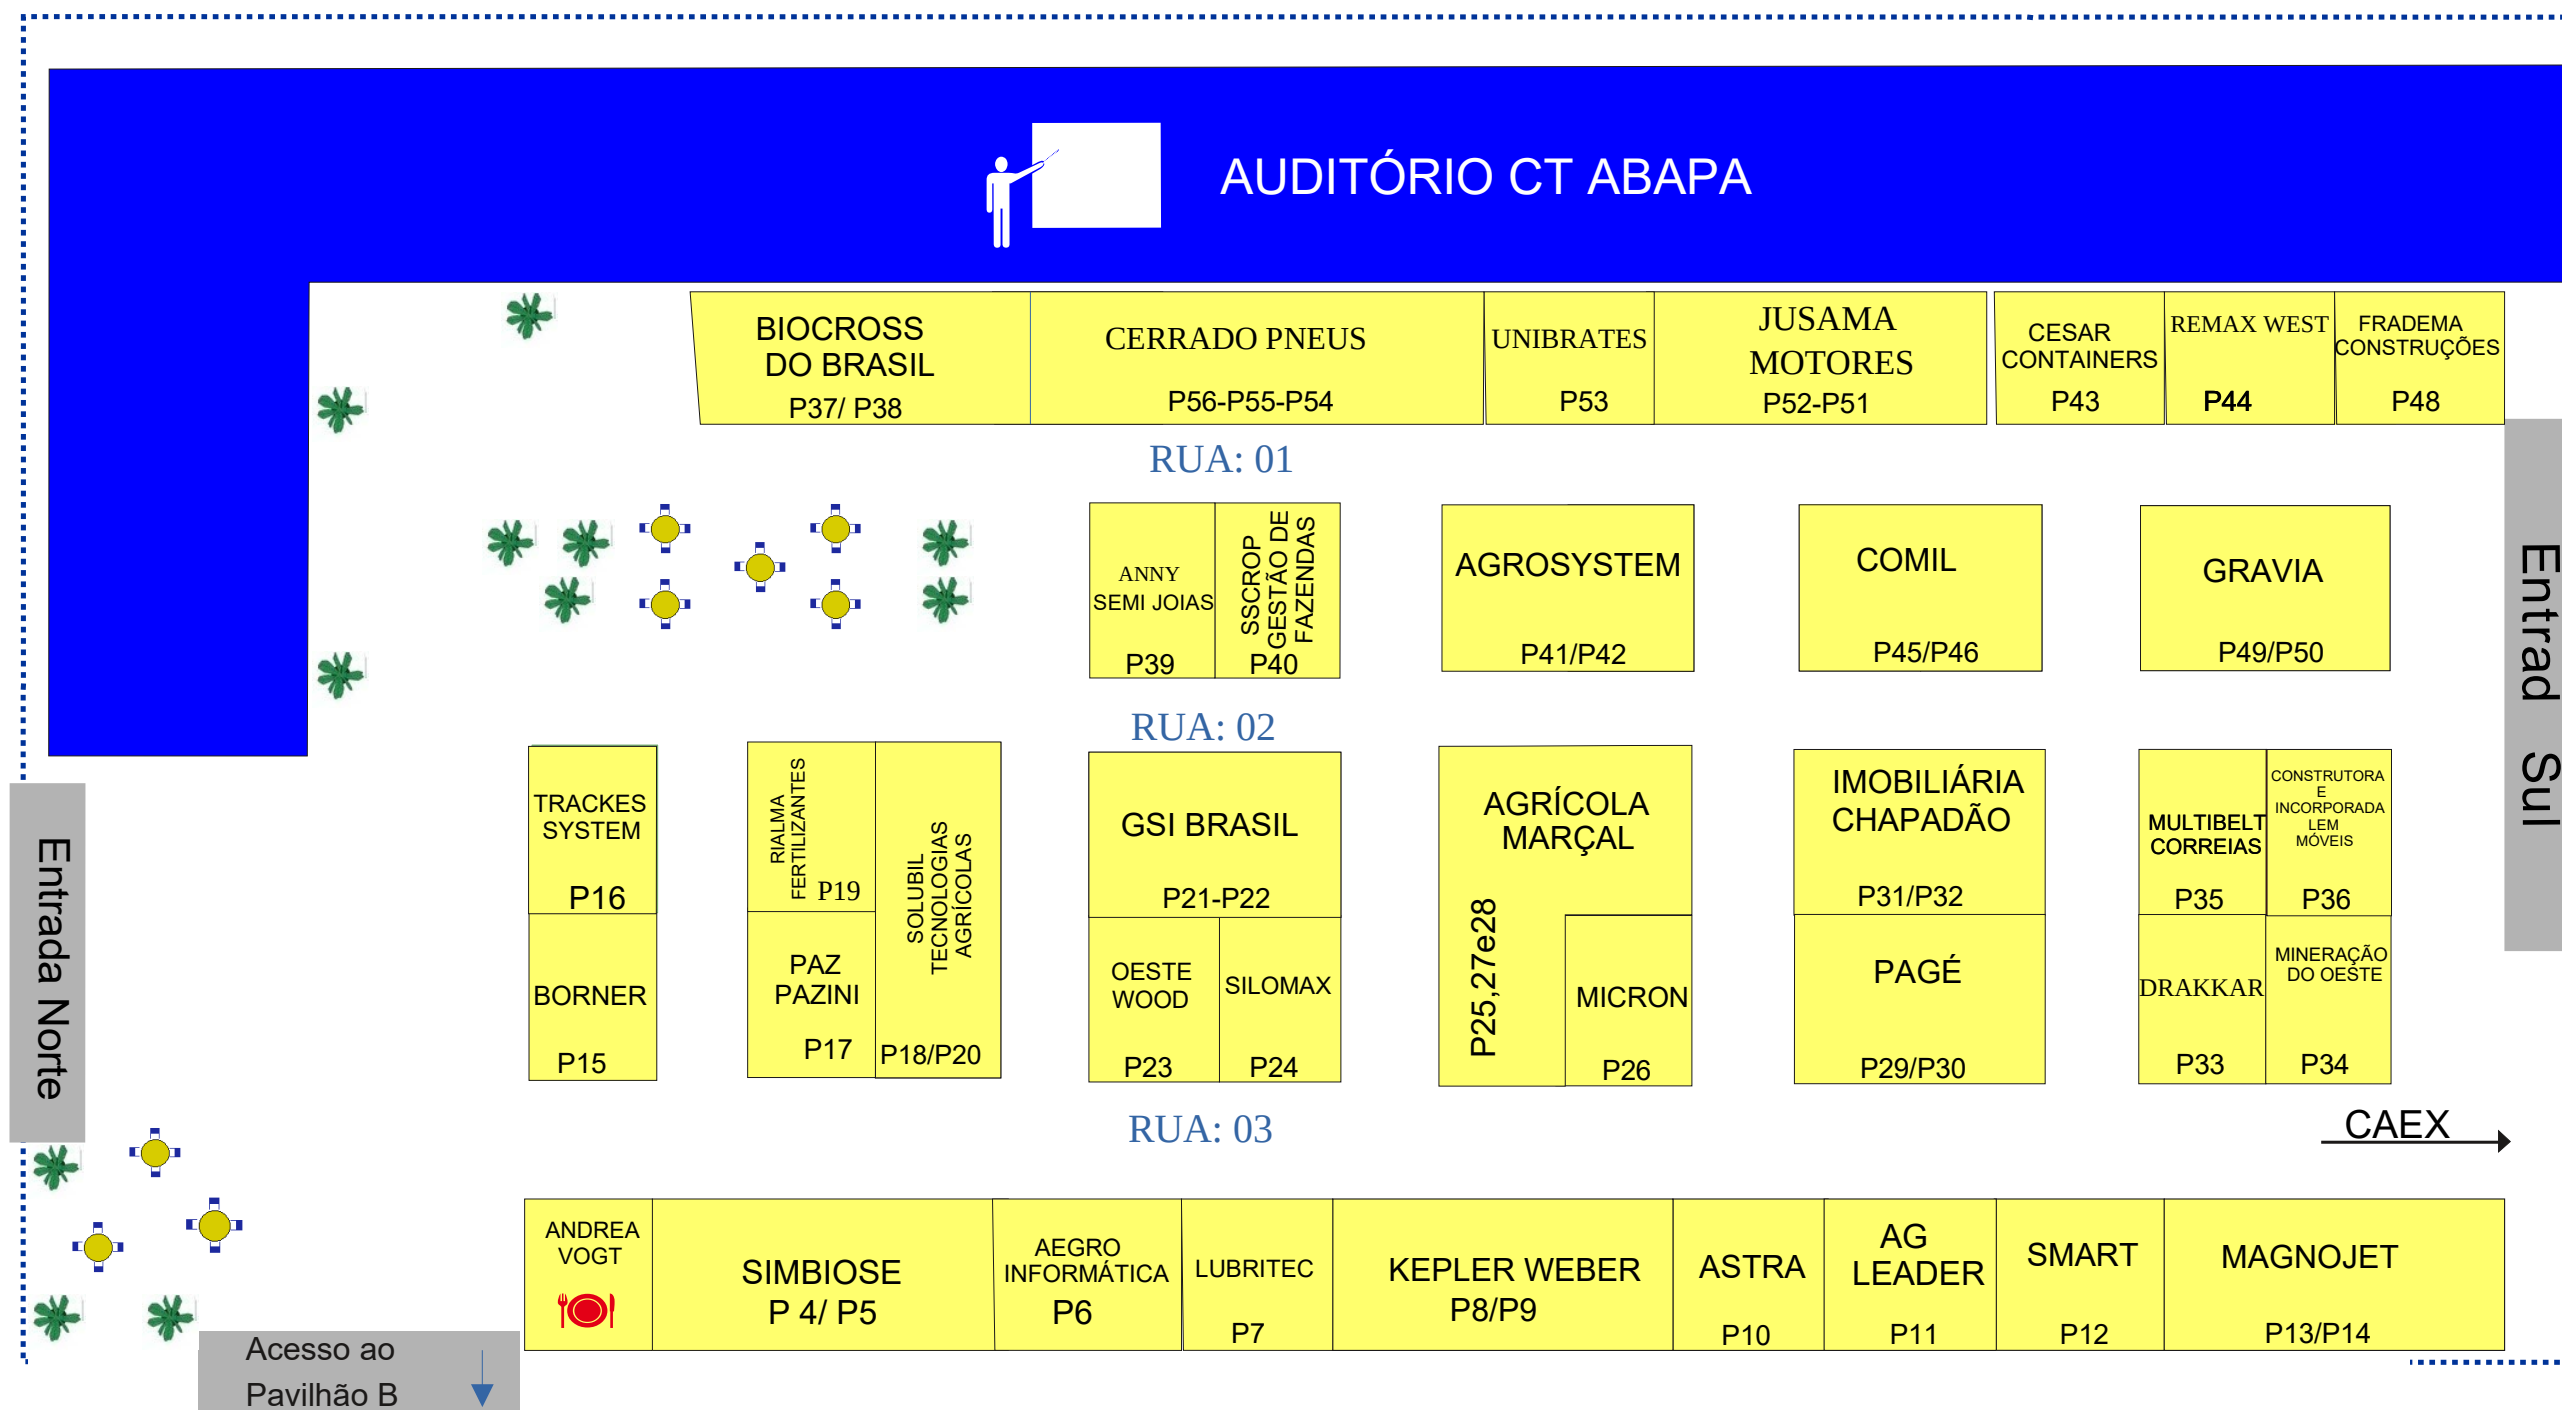 AUDITÓRIO CT ABAPA
BIOCROSS
DO BRASIL
P37/ P38
CERRADO PNEUS
P56-P55-P54
UNIBRATES
P53
JUSAMA
MOTORES
P52-P51
CESAR
CONTAINERS
P43
REMAX WEST
P44
FRADEMA
CONSTRUÇÕES
P48
RUA: 01
ANNY
SEMI JOIAS
P39
SSCROP
GESTÃO DE
FAZENDAS
P40
AGROSYSTEM
P41/P42
COMIL
P45/P46
GRAVIA
P49/P50
Entrad Sul
RUA: 02
TRACKES
SYSTEM
P16
BORNER
P15
RIALMA
FERTILIZANTES
P19
PAZ
PAZINI
P17
SOLUBIL
TECNOLOGIAS
AGRÍCOLAS
P18/P20
GSI BRASIL
P21-P22
OESTE
WOOD
P23
SILOMAX
P24
AGRÍCOLA
MARÇAL
P25,27e28
MICRON
P26
IMOBILIÁRIA
CHAPADÃO
P31/P32
PAGÉ
P29/P30
MULTIBELT
CORREIAS
P35
CONSTRUTORA
E
INCORPORADA
LEM
MÓVEIS
P36
DRAKKAR
P33
MINERAÇÃO
DO OESTE
P34
Entrada Norte
RUA: 03
CAEX
ANDREA
VOGT
SIMBIOSE
P 4/ P5
AEGRO
INFORMÁTICA
P6
LUBRITEC
P7
KEPLER WEBER
P8/P9
ASTRA
P10
AG
LEADER
P11
SMART
P12
MAGNOJET
P13/P14
Acesso ao
Pavilhão B